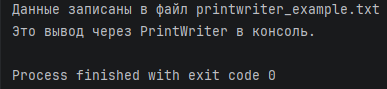 Данные записаны в файл printwriter_example.txt
Это вывод через PrintWriter в консоль.
Process finished with exit code 0